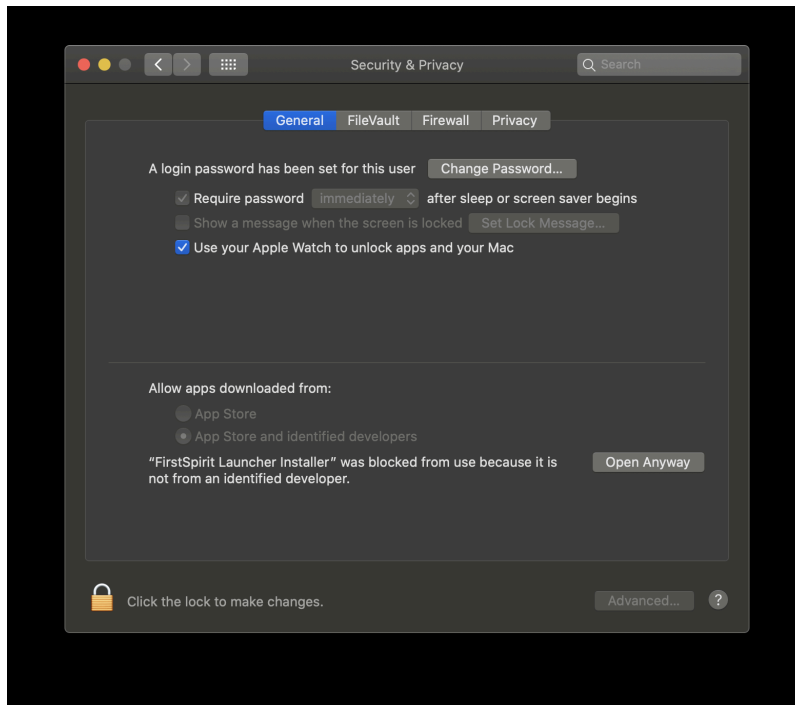 Security & Privacy
Search
General FileVault Firewall Privacy
A login password has been set for this user Change Password...
Require password immediately after sleep or screen saver begins
Show a message when the screen is locked Set Lock Message...
Use your Apple Watch to unlock apps and your Mac
Allow apps downloaded from:
App Store
App Store and identified developers
“FirstSpirit Launcher Installer” was blocked from use because it is
not from an identified developer.
Open Anyway
Click the lock to make changes.
Advanced...
?